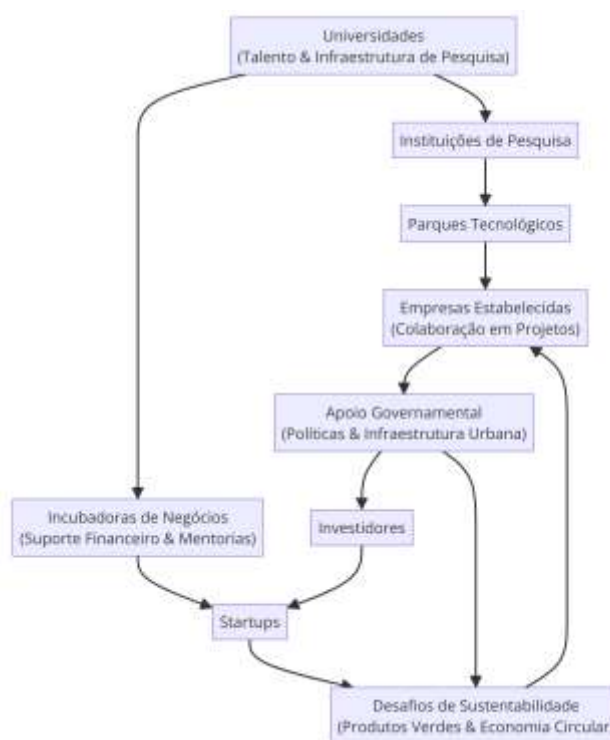 Universidades
(Talento & Infraestrutura de Pesquisa)
Instituições de Pesquisa
Parques Tecnológicos
Empresas Estabelecidas
(Colaboração em Projetos)
Apoio Governamental
(Políticas & Infraestrutura Urbana)
Incubadoras de Negócios
(Suporte Financeiro & Mentorias)
Investidores
Startups
Desafios de Sustentabilidade
(Produtos Verdes & Economia Circular